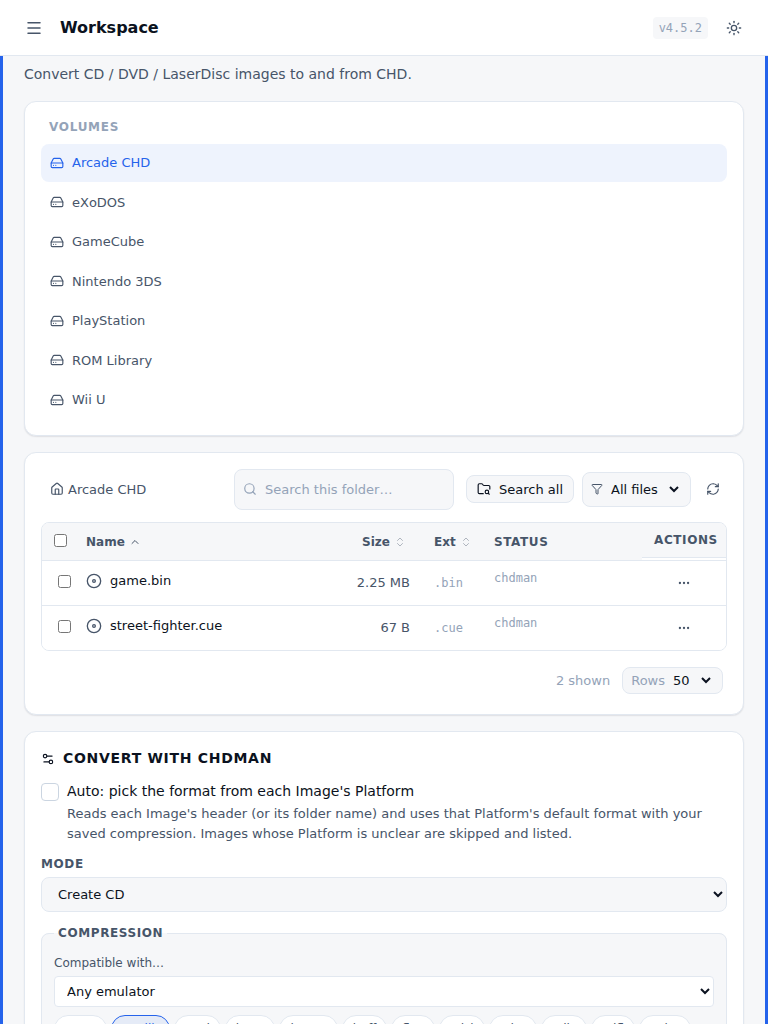 Workspace
v4.5.2
Convert CD / DVD / LaserDisc images to and from CHD.
VOLUMES
Arcade CHD
eXoDOS
GameCube
Nintendo 3DS
PlayStation
ROM Library
Wii U
Arcade CHD
Search this folder…
Search all
All files
Name Size Ext STATUS ACTIONS
game.bin 2.25 MB .bin chdman
street-fighter.cue 67 B .cue chdman
2 shown Rows 50
CONVERT WITH CHDMAN
Auto: pick the format from each Image's Platform
Reads each Image's header (or its folder name) and uses that Platform's default format with your
saved compression. Images whose Platform is unclear are skipped and listed.
MODE
Create CD
COMPRESSION
Compatible with…
Any emulator